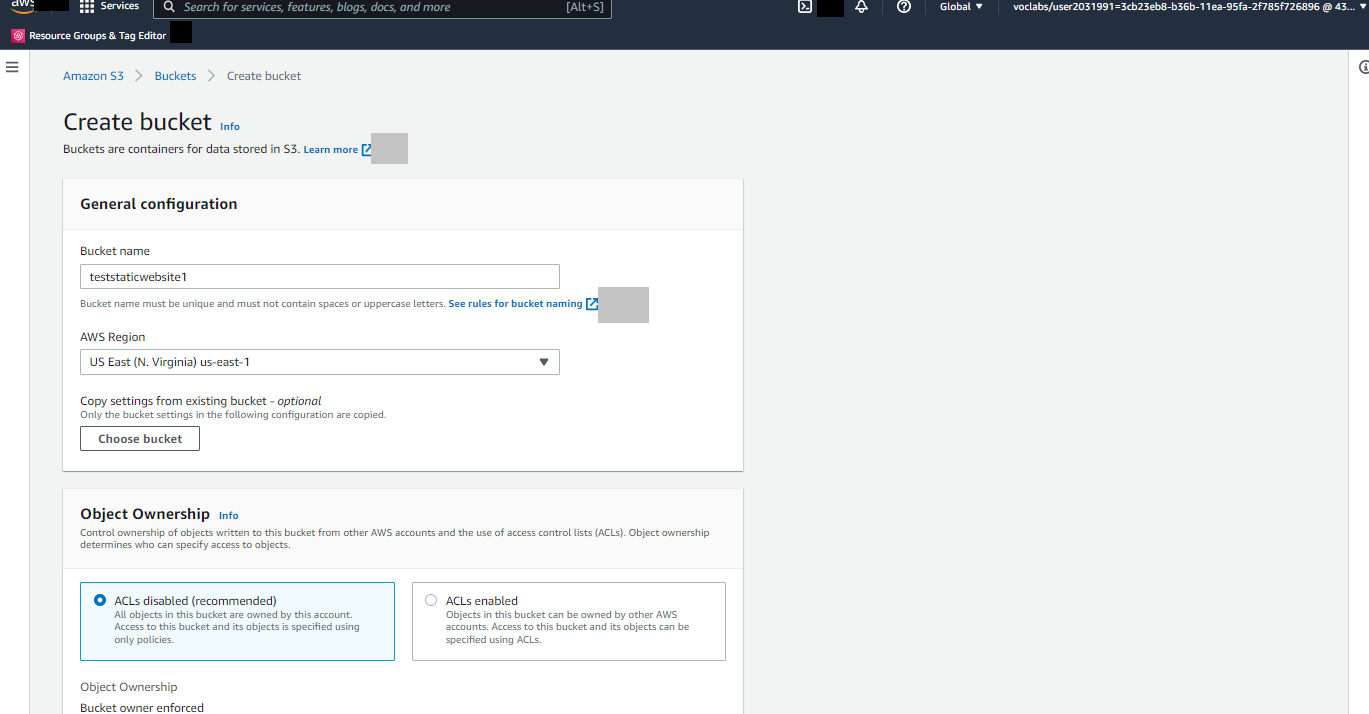 aws
Services
Search for services, features, blogs, docs, and more
[Alt+S]
Global
voclabs/user2031991=3cb23eb8-b36b-11ea-95fa-2f785f726896 @ 43...
Resource Groups & Tag Editor
Amazon S3 > Buckets > Create bucket
Create bucket Info
Buckets are containers for data stored in S3. Learn more
General configuration
Bucket name
teststaticwebsite1
Bucket name must be unique and must not contain spaces or uppercase letters. See rules for bucket naming
AWS Region
US East (N. Virginia) us-east-1
Copy settings from existing bucket - optional
Only the bucket settings in the following configuration are copied.
Choose bucket
Object Ownership Info
Control ownership of objects written to this bucket from other AWS accounts and the use of access control lists (ACLs). Object ownership
determines who can specify access to objects.
ACLs disabled (recommended)
All objects in this bucket are owned by this account.
Access to this bucket and its objects is specified using
only policies.
ACLs enabled
Objects in this bucket can be owned by other AWS
accounts. Access to this bucket and its objects can be
specified using ACLs.
Object Ownership
Bucket owner enforced